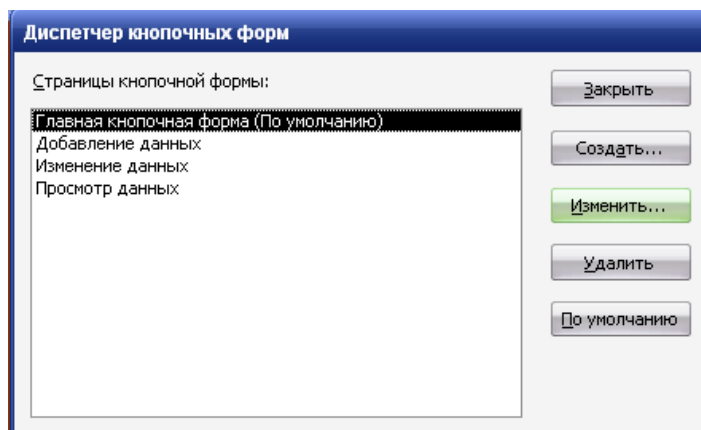 Диспетчер кнопочных форм
Страницы кнопочной формы:
Главная кнопочная форма (По умолчанию)
Добавление данных
Изменение данных
Просмотр данных
Закрыть
Создать...
Изменить...
Удалить
По умолчанию